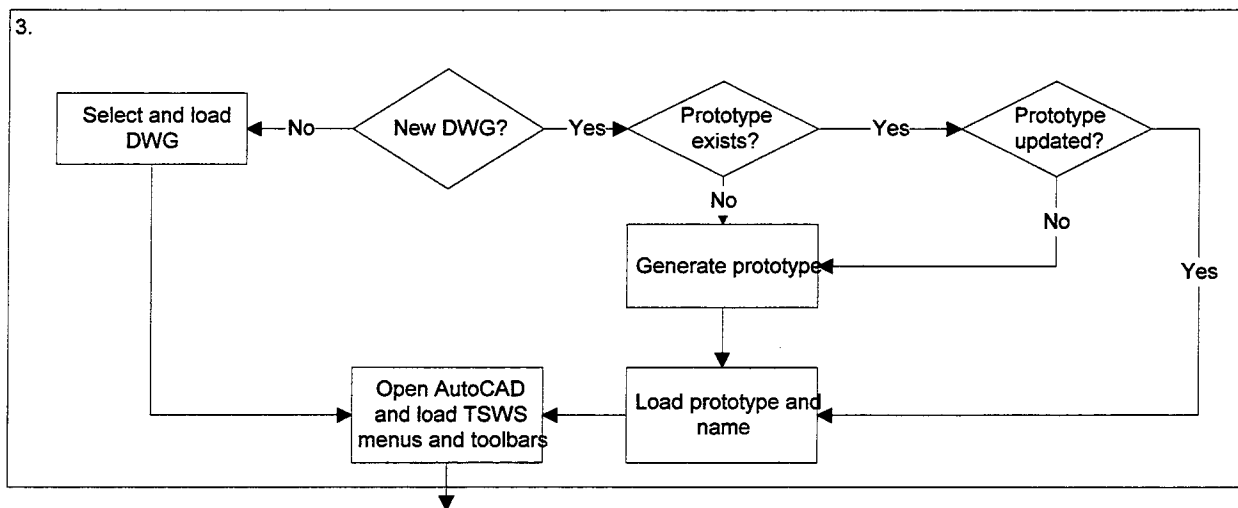 3.
Select and load
DWG
No
New DWG?
Yes
Prototype
exists?
Yes
Prototype
updated?
No
No
Generate prototype
Yes
Open AutoCAD
and load TSWS
menus and toolbars
Load prototype and
name